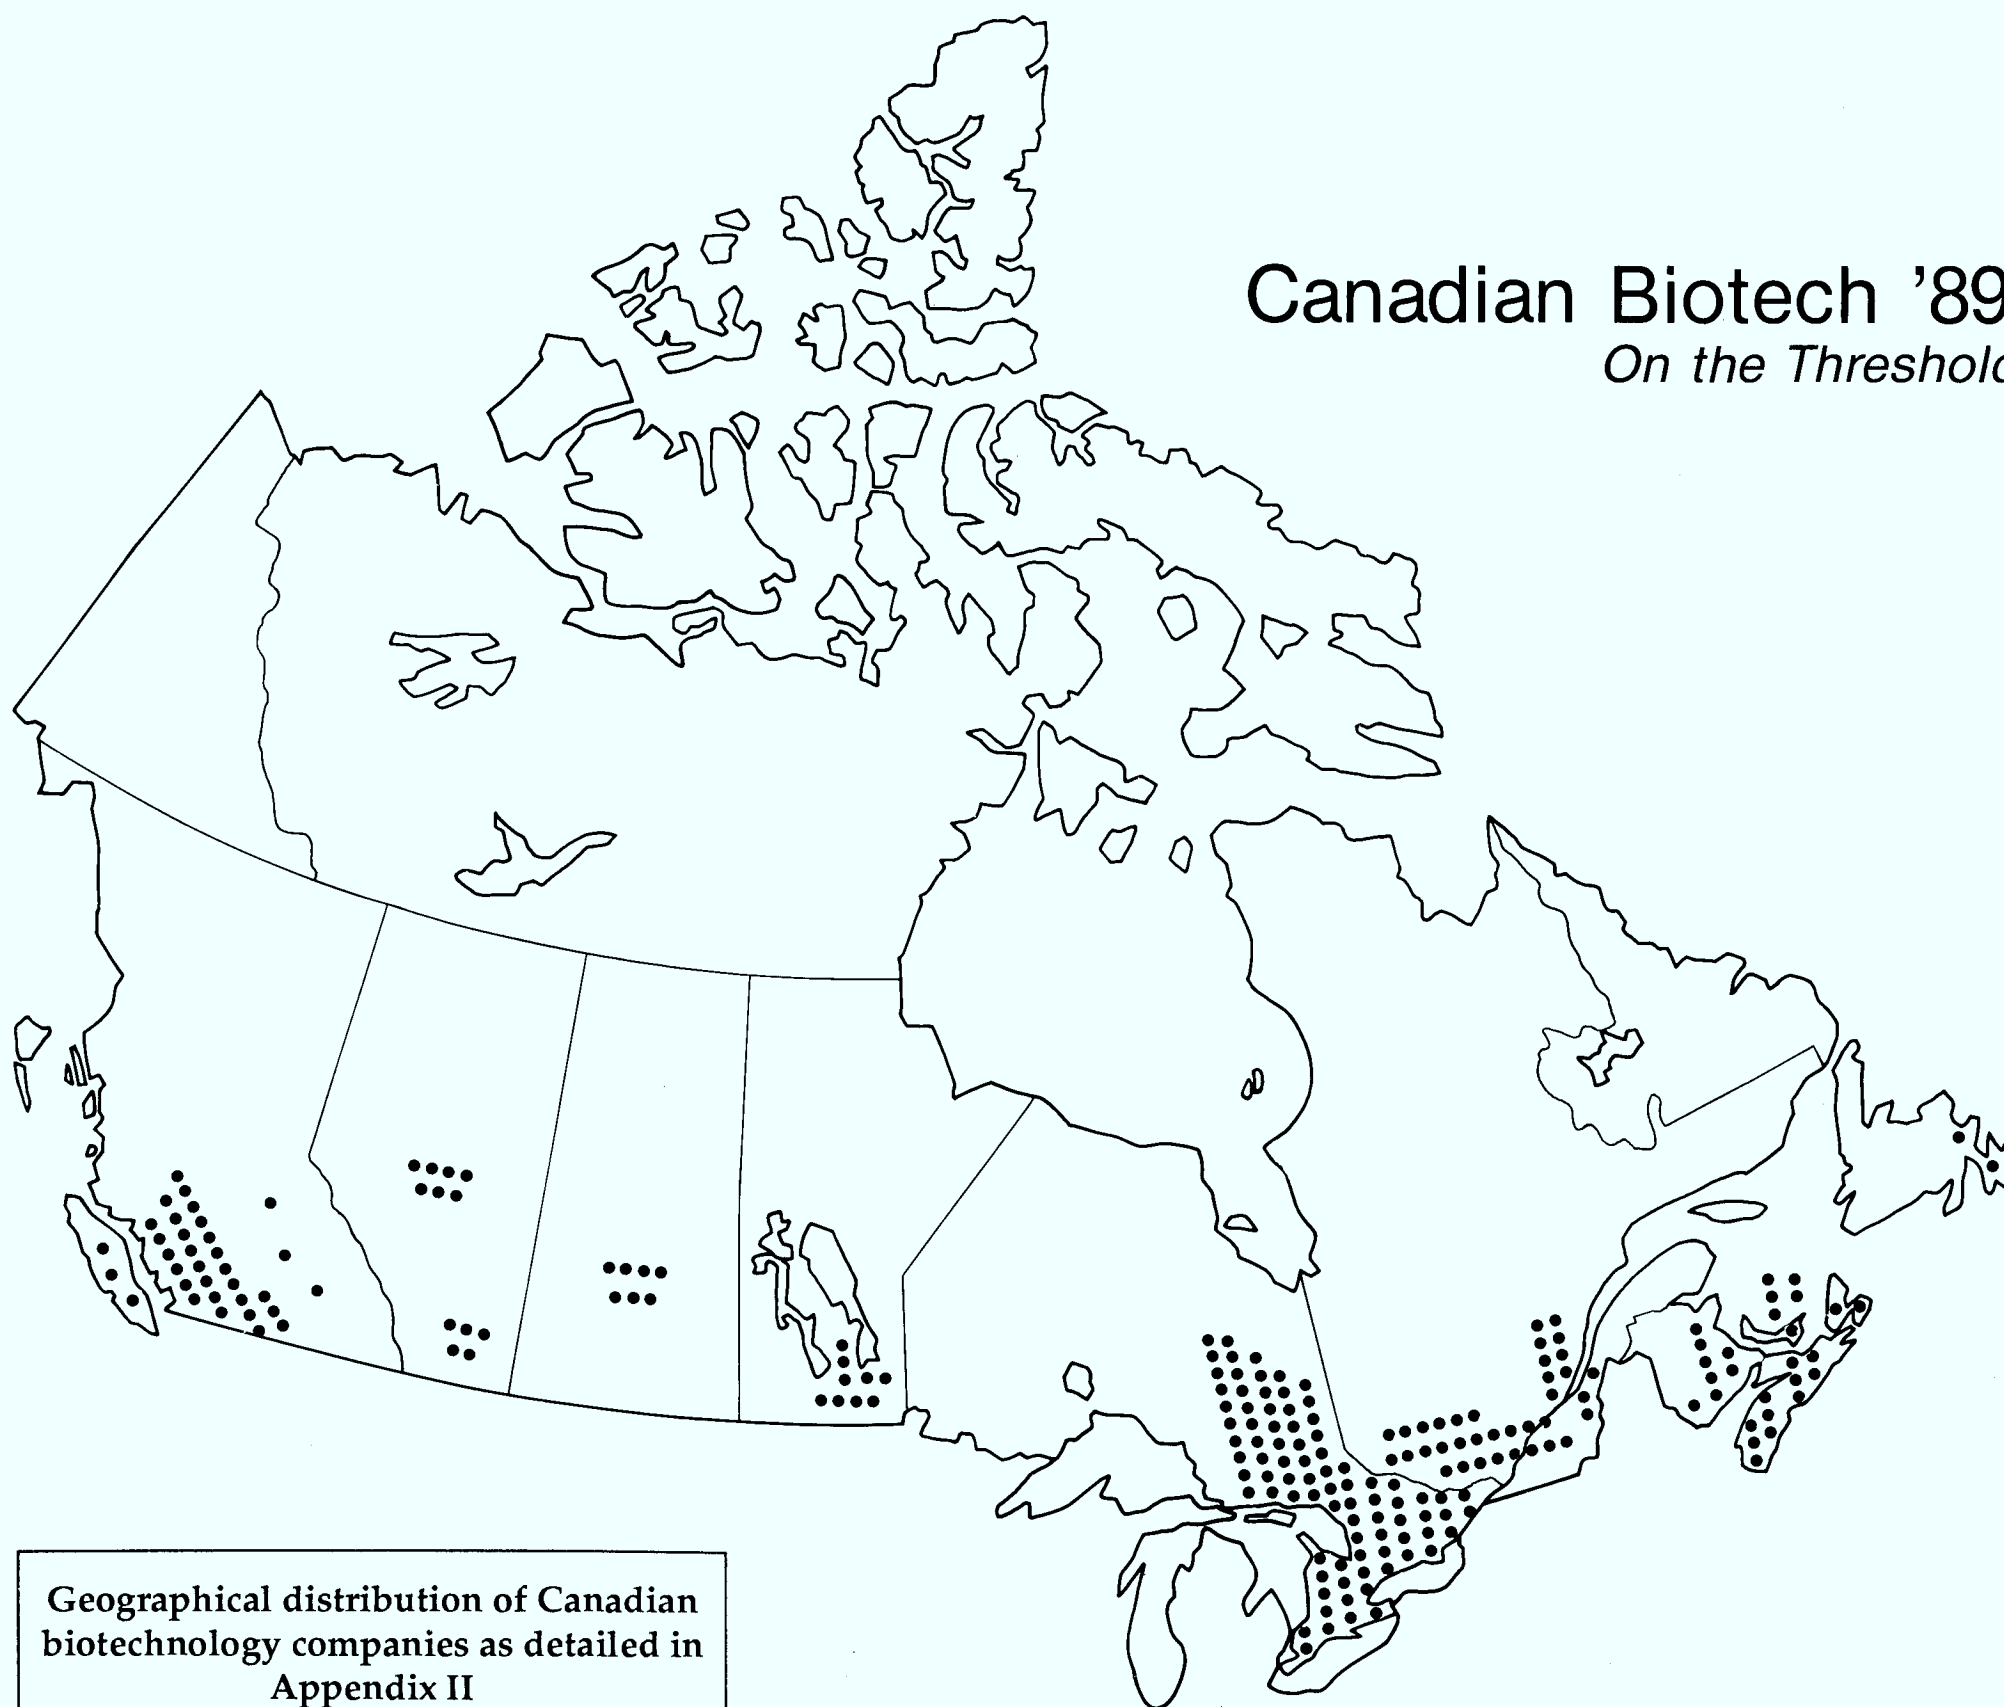 Canadian Biotech '89
On the Threshold
Geographical distribution of Canadian
biotechnology companies as detailed in
Appendix II